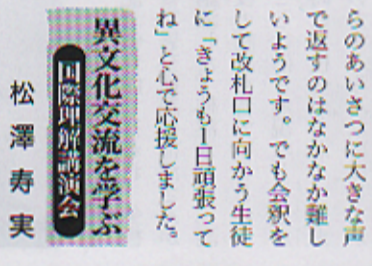 らのあいさつに大きな声
で返すのはなかなか難し
いようです。でも会釈を
して改札口に向かう生徒
に「きょうも一日頑張って
ね」と心で応援しました。
異文化交流を学ぶ
国際理解講演会
松澤寿実